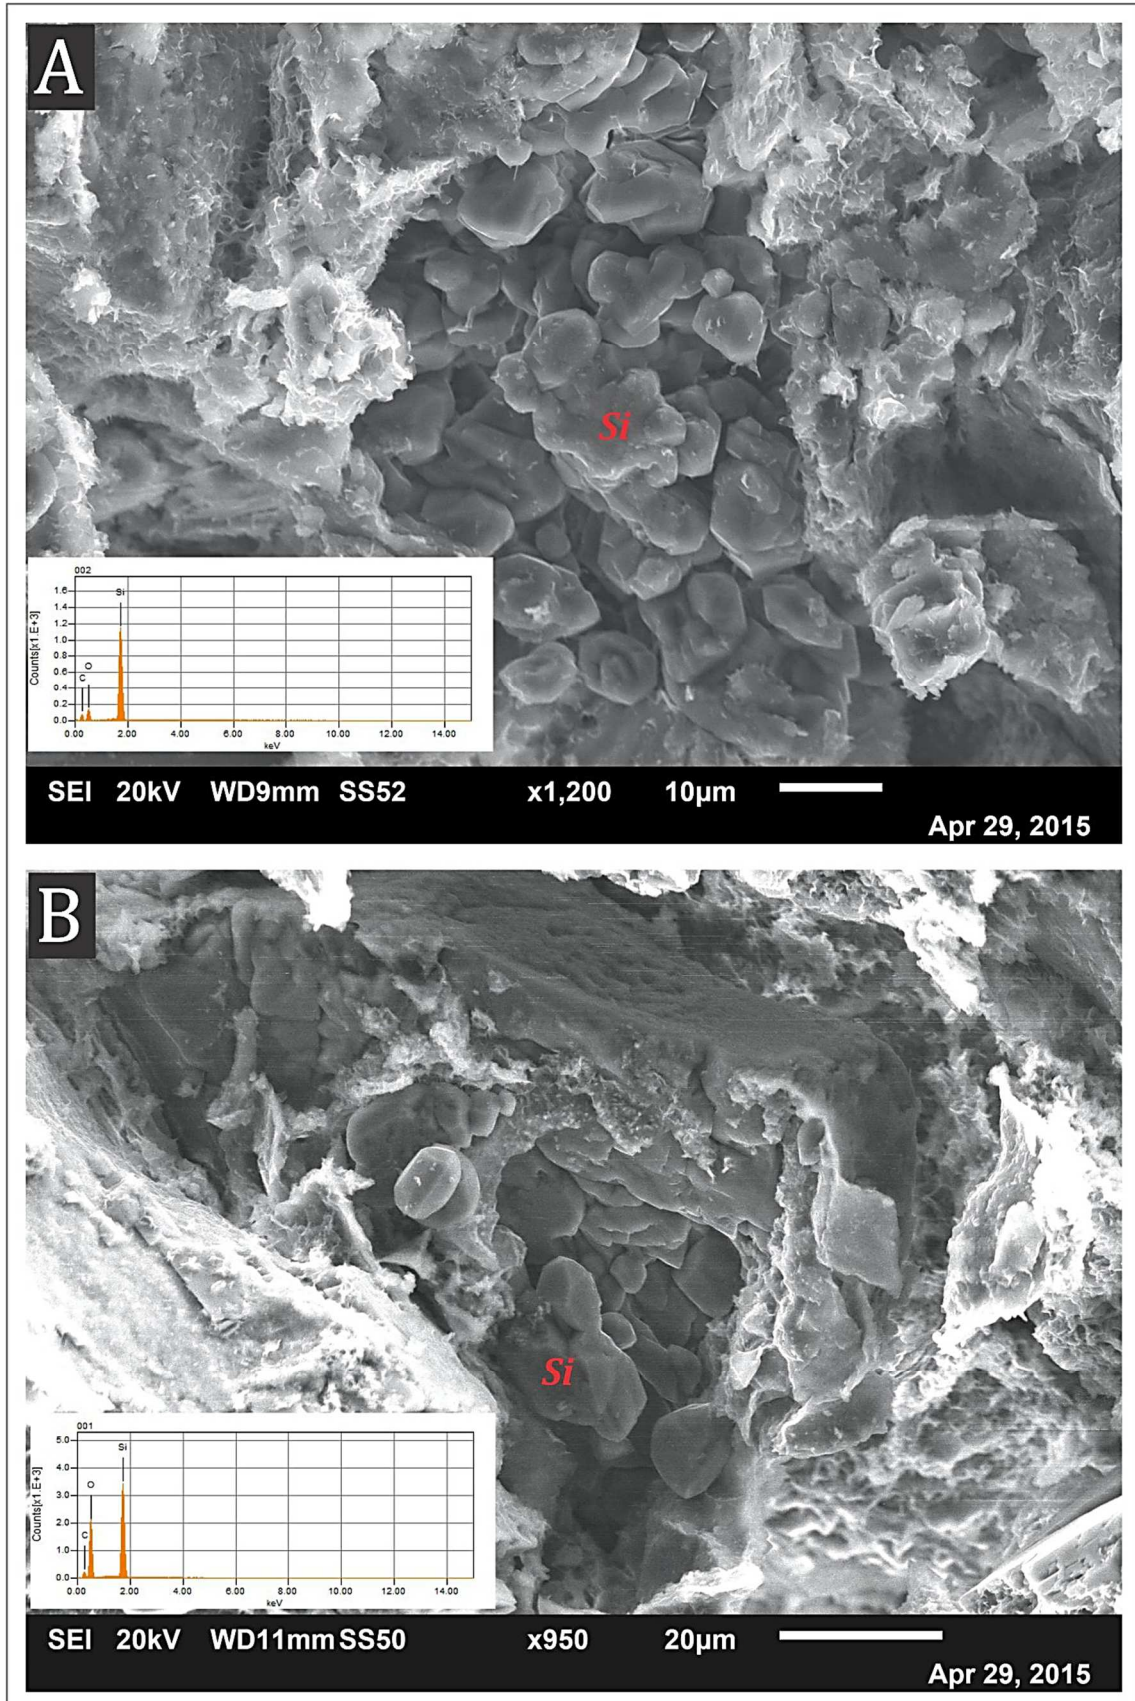 A
Si
002
Counts[x1.E+3]
1.6
1.4
1.2
1.0
0.8
0.6
0.4
0.2
0.0
Si
C
O
0.00 2.00 4.00 6.00 8.00 10.00 12.00 14.00
keV
SEI 20kV WD9mm SS52 x1,200 10µm
Apr 29, 2015
B
Si
001
Counts[x1.E+3]
5.0
4.0
3.0
2.0
1.0
0.0
Si
O
C
0.00 2.00 4.00 6.00 8.00 10.00 12.00 14.00
keV
SEI 20kV WD11mm SS50 x950 20µm
Apr 29, 2015